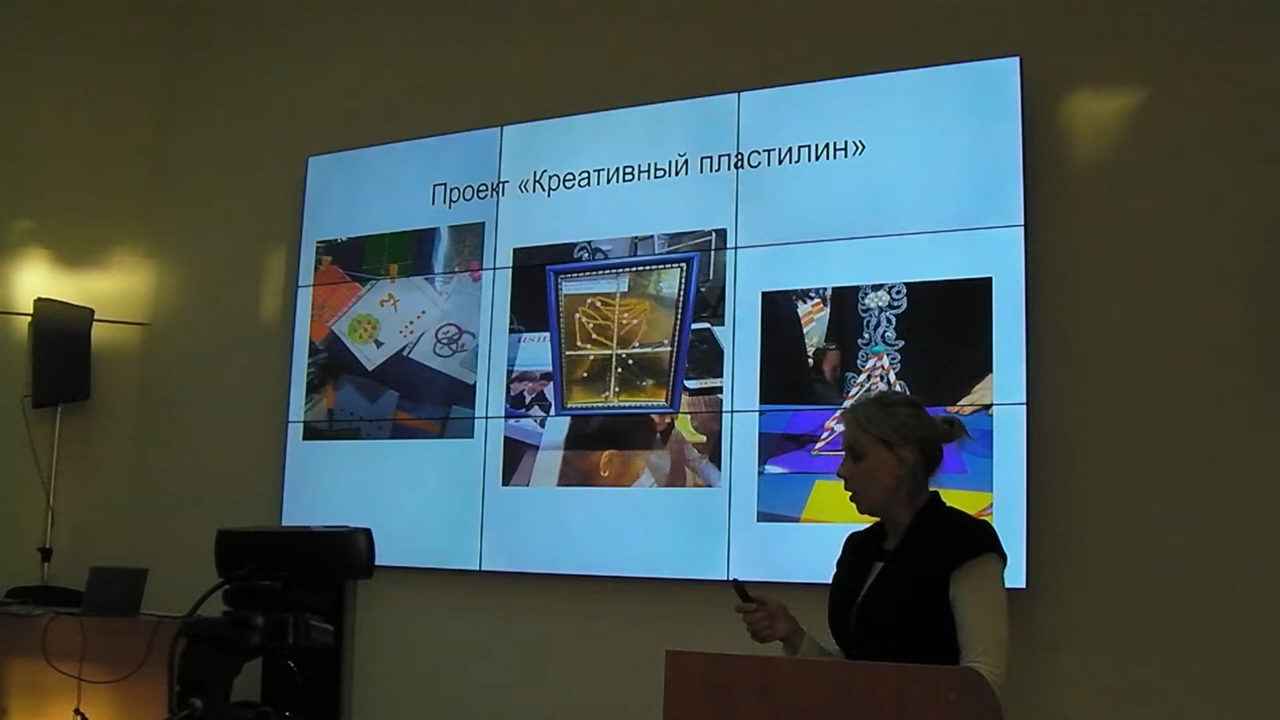 Проект «Креативный пластилин»